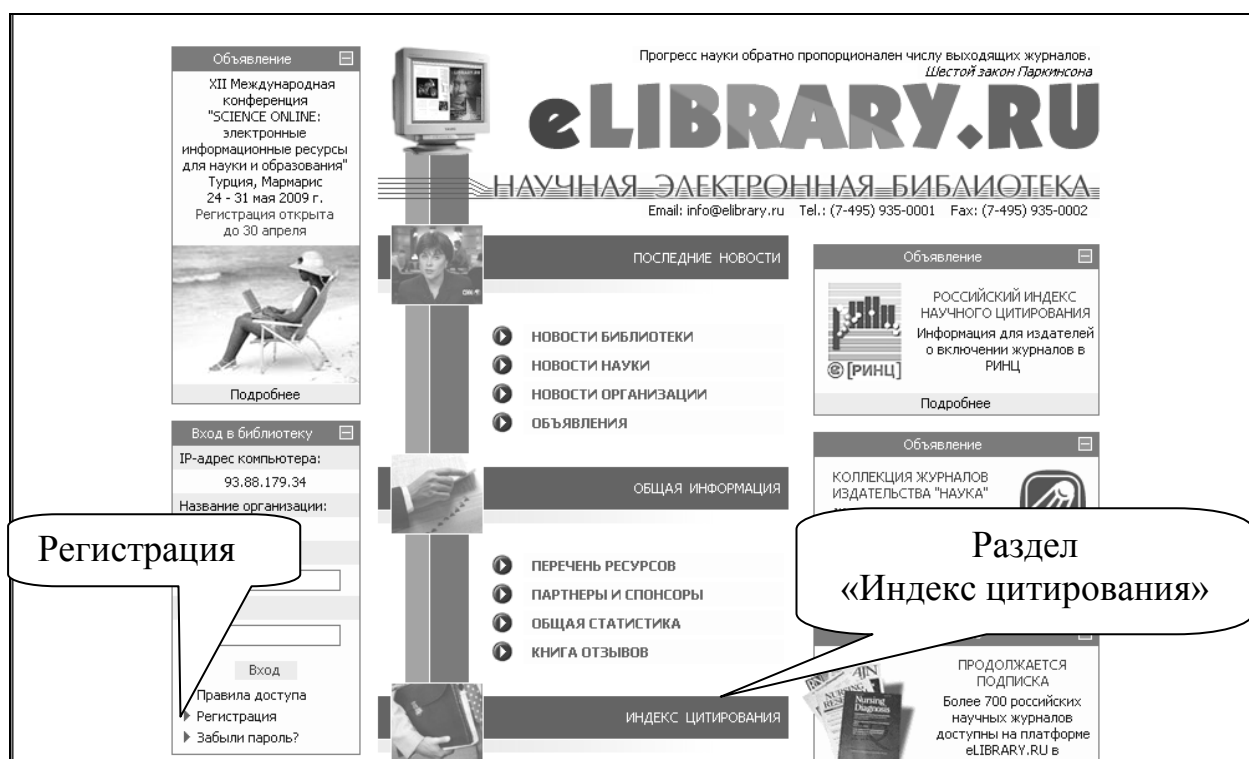 Объявление
XII Международная
конференция
"SCIENCE ONLINE:
электронные
информационные ресурсы
для науки и образования"
Турция, Мармарис
24 - 31 мая 2009 г.
Регистрация открыта
до 30 апреля
Подробнее
Вход в библиотеку
IP-адрес компьютера:
93.88.179.34
Название организации:
Регистрация
Вход
Правила доступа
Регистрация
Забыли пароль?
Прогресс науки обратно пропорционален числу выходящих журналов.
Шестой закон Паркинсона
eLIBRARY.RU
НАУЧНАЯ ЭЛЕКТРОННАЯ БИБЛИОТЕКА
Email: info@elibrary.ru Tel.: (7-495) 935-0001 Fax: (7-495) 935-0002
ПОСЛЕДНИЕ НОВОСТИ
НОВОСТИ БИБЛИОТЕКИ
НОВОСТИ НАУКИ
НОВОСТИ ОРГАНИЗАЦИИ
ОБЪЯВЛЕНИЯ
ОБЩАЯ ИНФОРМАЦИЯ
ПЕРЕЧЕНЬ РЕСУРСОВ
ПАРТНЕРЫ И СПОНСОРЫ
ОБЩАЯ СТАТИСТИКА
КНИГА ОТЗЫВОВ
ИНДЕКС ЦИТИРОВАНИЯ
Объявление
РОССИЙСКИЙ ИНДЕКС
НАУЧНОГО ЦИТИРОВАНИЯ
Информация для издателей
о включении журналов в
РИНЦ
@[РИНЦ]
Подробнее
Объявление
КОЛЛЕКЦИЯ ЖУРНАЛОВ
ИЗДАТЕЛЬСТВА "НАУКА"
Раздел
«Индекс цитирования»
ПРОДОЛЖАЕТСЯ
ПОДПИСКА
Более 700 российских
научных журналов
доступны на платформе
eLIBRARY.RU в
AJN
Nursing
Diagnosis